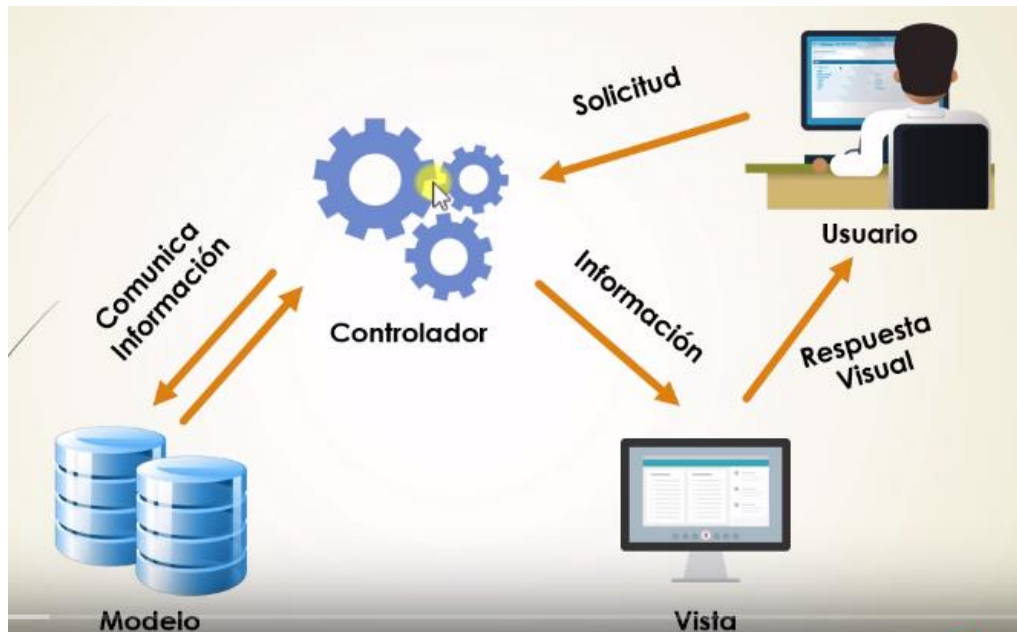 Solicitud
Usuario
Comunica
Información
Controlador
Información
Respuesta
Visual
Modelo
Vista